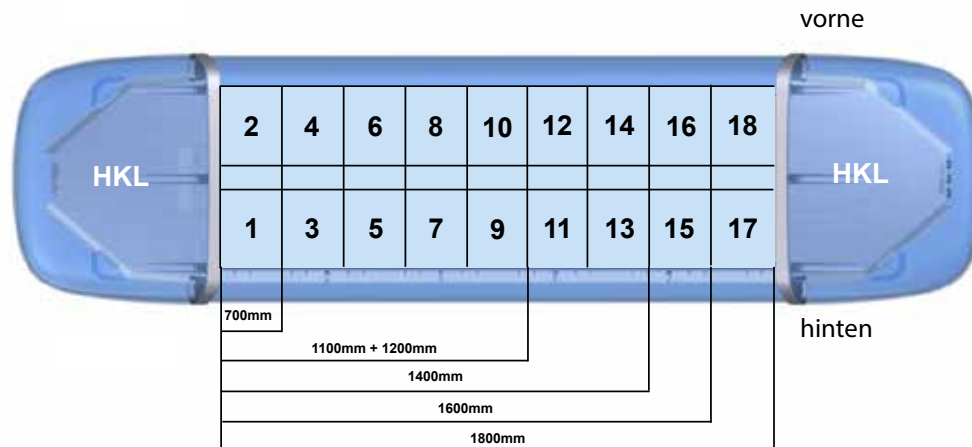 vorne
2 4 6 8 10 12 14 16 18
HKL HKL
1 3 5 7 9 11 13 15 17
hinten
700mm
1100mm + 1200mm
1400mm
1600mm
1800mm